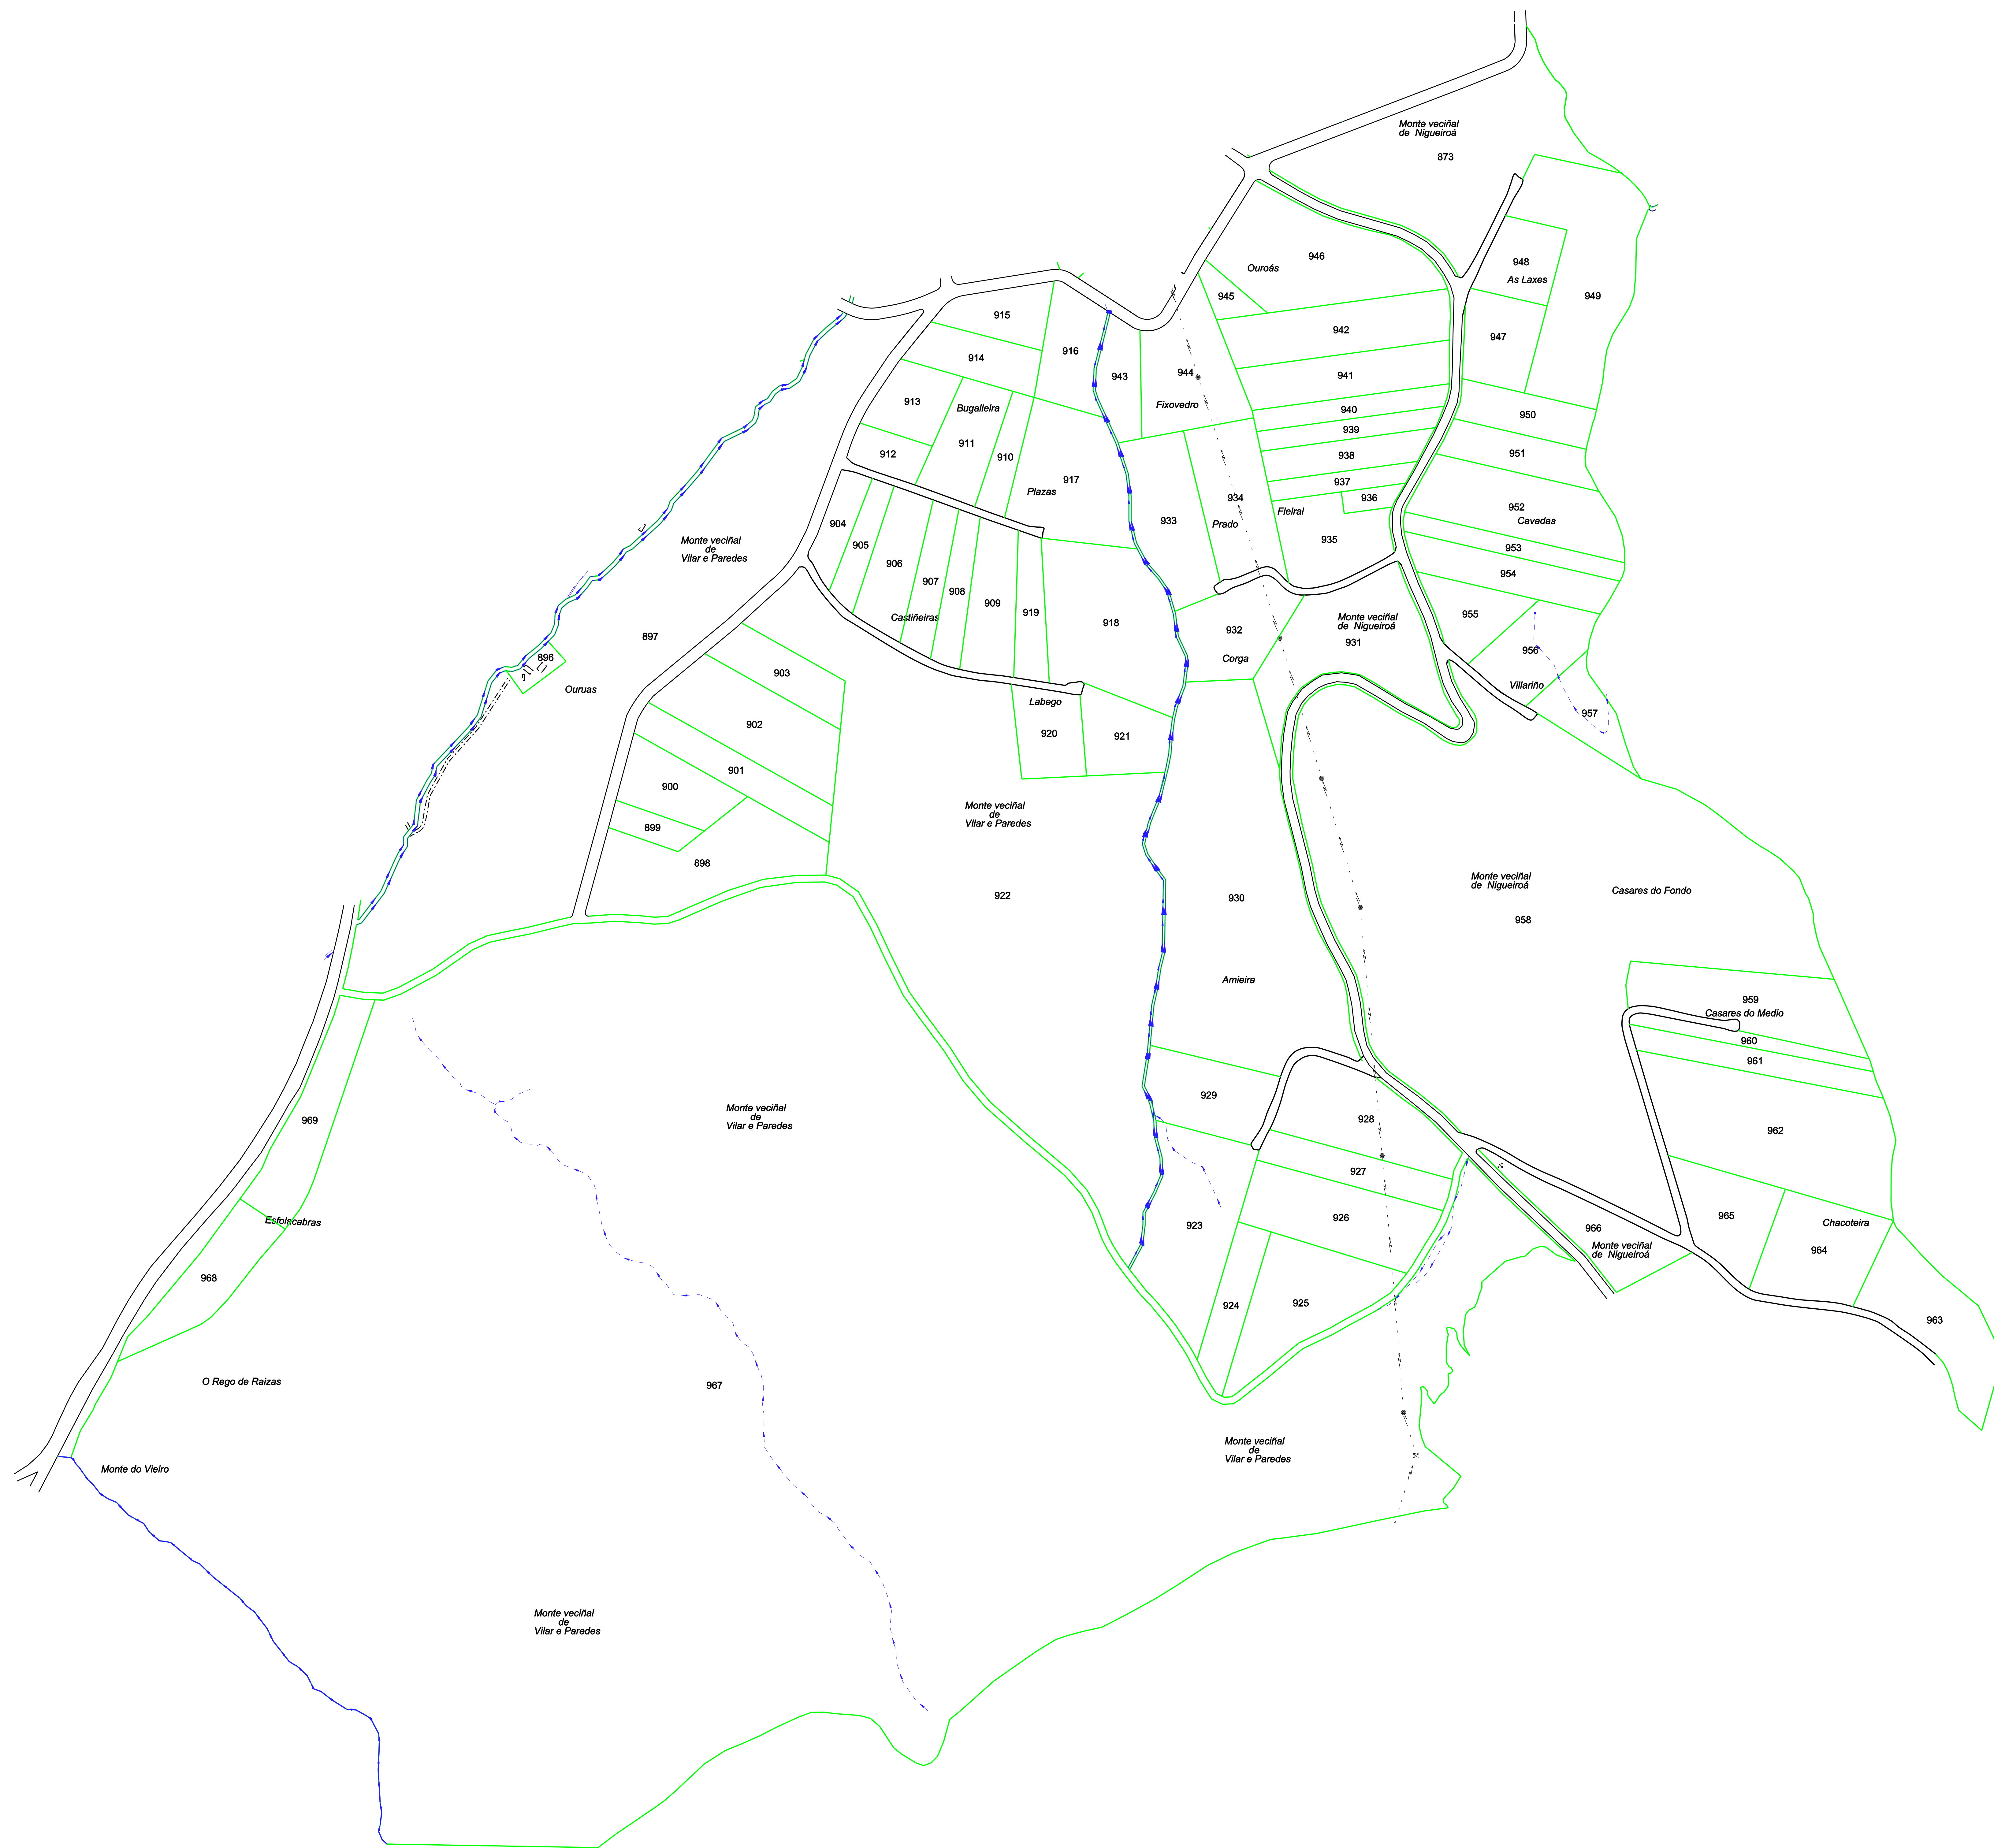 Monte veciñal
de Nigueiroá
873
946
Ouroás
948
As Laxes
945
949
915
942
947
914
916
943
944
941
913
Bugalleira
Fixovedro
940
950
911
939
912
910
938
951
917
937
Plazas
934
936
952
904
933
Prado
Fieiral
Cavadas
905
935
Monte veciñal
de
Vilar e Paredes
953
906
954
907
908
909
919
Castiñeiras
918
Monte veciñal
de Nigueiroá
931
955
897
932
956
896
Corga
903
Ouruas
Villariño
Labego
957
902
920
921
901
900
Monte veciñal
de
Vilar e Paredes
899
898
Monte veciñal
de Nigueiroá
Casares do Fondo
922
930
958
Amieira
959
Casares do Medio
960
961
929
Monte veciñal
de
Vilar e Paredes
969
928
962
927
Esfolacabras
923
926
965
Chacoteira
966
Monte veciñal
de Nigueiroá
964
968
924
925
963
O Rego de Raizas
967
Monte veciñal
de
Vilar e Paredes
Monte do Vieiro
Monte veciñal
de
Vilar e Paredes